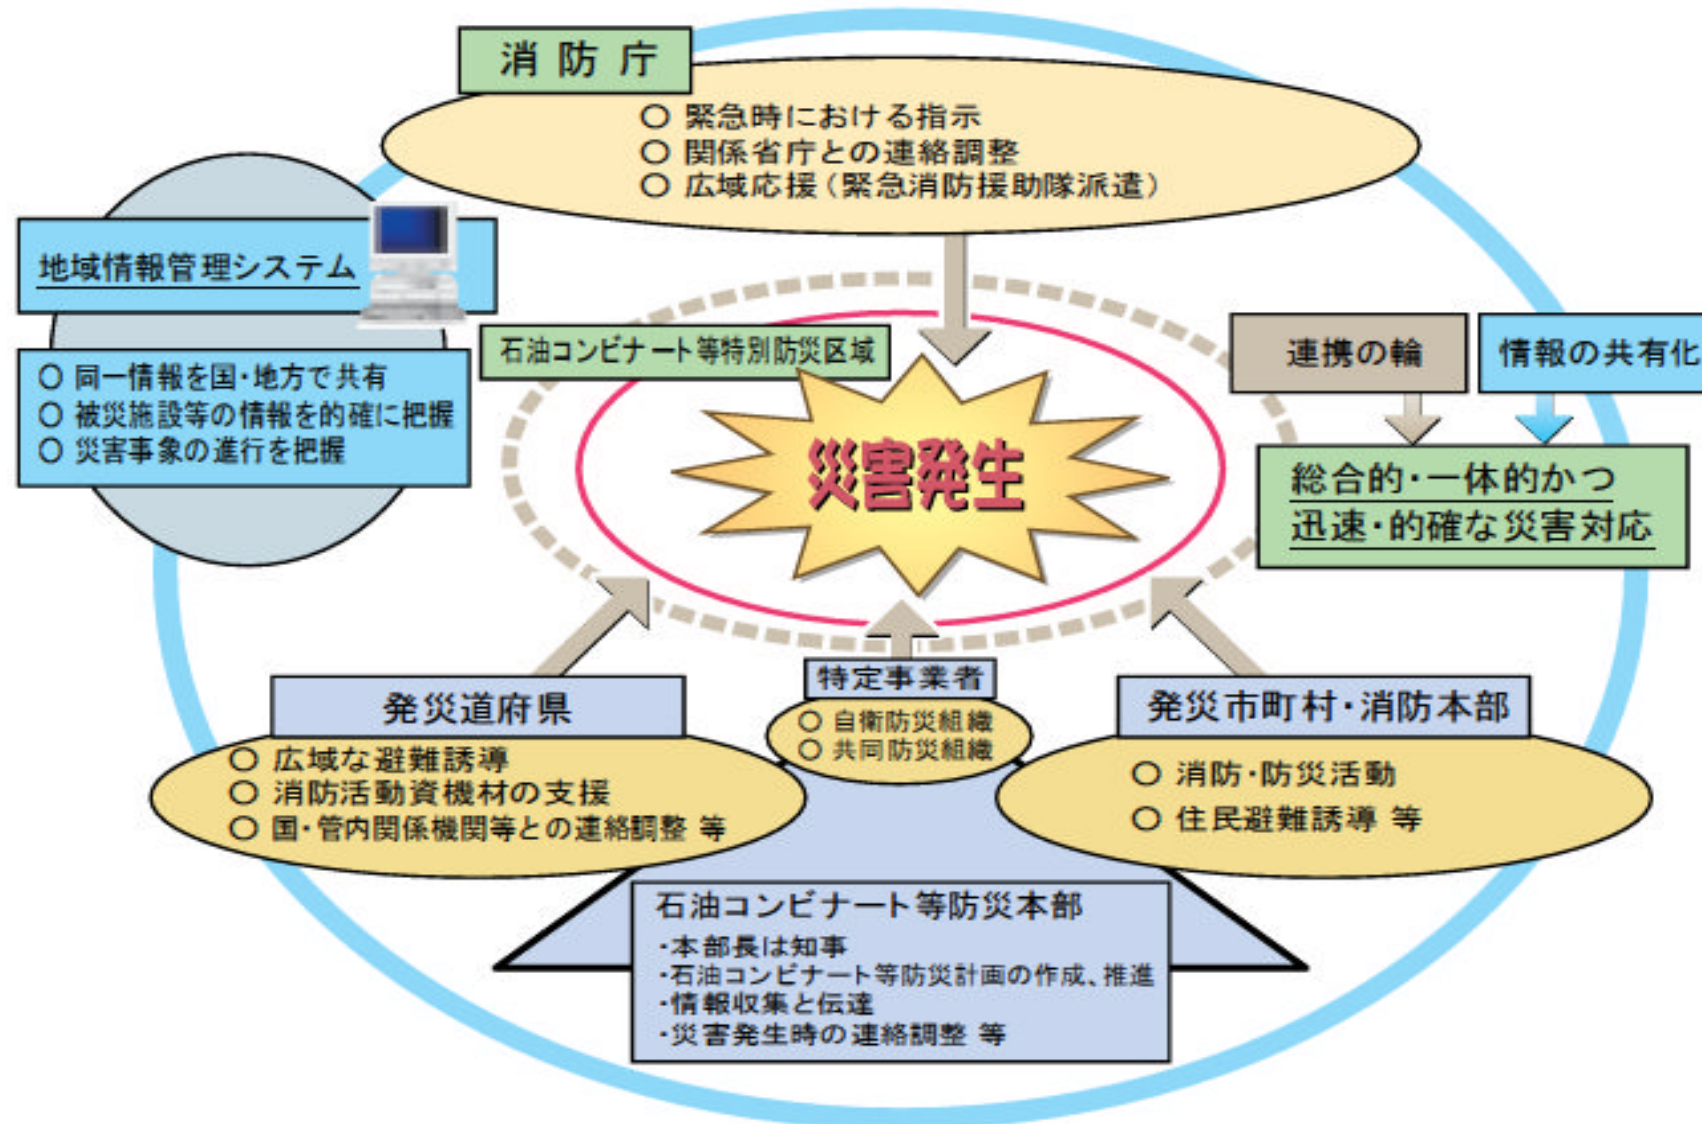 消防庁
○ 緊急時における指示
○ 関係省庁との連絡調整
○ 広域応援（緊急消防援助隊派遣）
地域情報管理システム
○ 同一情報を国・地方で共有
○ 被災施設等の情報を的確に把握
○ 災害事象の進行を把握
石油コンビナート等特別防災区域
災害発生
連携の輪
情報の共有化
総合的・一体的かつ
迅速・的確な災害対応
発災道府県
○ 広域な避難誘導
○ 消防活動資機材の支援
○ 国・管内関係機関等との連絡調整 等
特定事業者
○ 自衛防災組織
○ 共同防災組織
発災市町村・消防本部
○ 消防・防災活動
○ 住民避難誘導 等
石油コンビナート等防災本部
・本部長は知事
・石油コンビナート等防災計画の作成、推進
・情報収集と伝達
・災害発生時の連絡調整 等